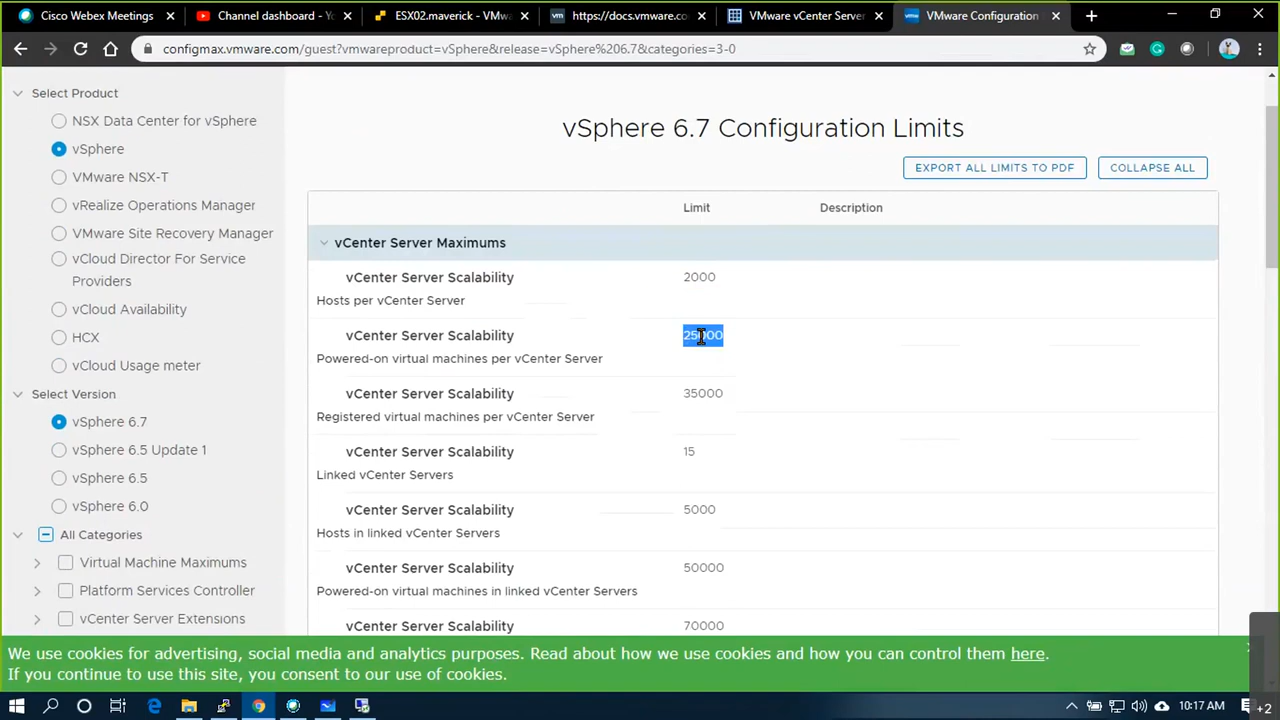 Cisco Webex Meetings
Channel dashboard - Yo
ESX02.maverick - VMw
https://docs.vmware.co
VMware vCenter Server
VMware Configuration
configmax.vmware.com/guest?vmwareproduct=vSphere&release=vSphere%206.7&categories=3-0
Select Product
NSX Data Center for vSphere
vSphere
VMware NSX-T
vRealize Operations Manager
VMware Site Recovery Manager
vCloud Director For Service
Providers
vCloud Availability
HCX
vCloud Usage meter
Select Version
vSphere 6.7
vSphere 6.5 Update 1
vSphere 6.5
vSphere 6.0
All Categories
Virtual Machine Maximums
Platform Services Controller
vCenter Server Extensions
vSphere 6.7 Configuration Limits
EXPORT ALL LIMITS TO PDF
COLLAPSE ALL
Limit Description
vCenter Server Maximums
vCenter Server Scalability 2000
Hosts per vCenter Server
vCenter Server Scalability 25000
Powered-on virtual machines per vCenter Server
vCenter Server Scalability 35000
Registered virtual machines per vCenter Server
vCenter Server Scalability 15
Linked vCenter Servers
vCenter Server Scalability 5000
Hosts in linked vCenter Servers
vCenter Server Scalability 50000
Powered-on virtual machines in linked vCenter Servers
vCenter Server Scalability 70000
We use cookies for advertising, social media and analytics purposes. Read about how we use cookies and how you can control them here.
If you continue to use this site, you consent to our use of cookies.
10:17 AM
+2